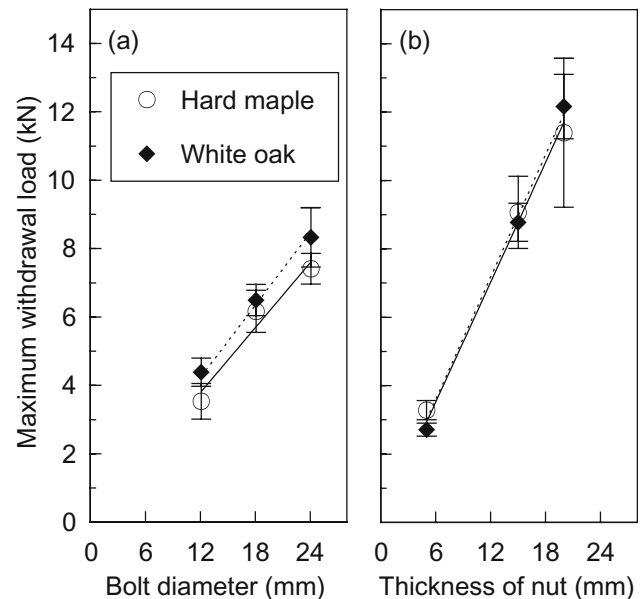 14
12
10
8
6
4
2
0
Maximum withdrawal load (kN)
(a)
Hard maple
White oak
0 6 12 18 24
Bolt diameter (mm)
(b)
0 6 12 18 24
Thickness of nut (mm)